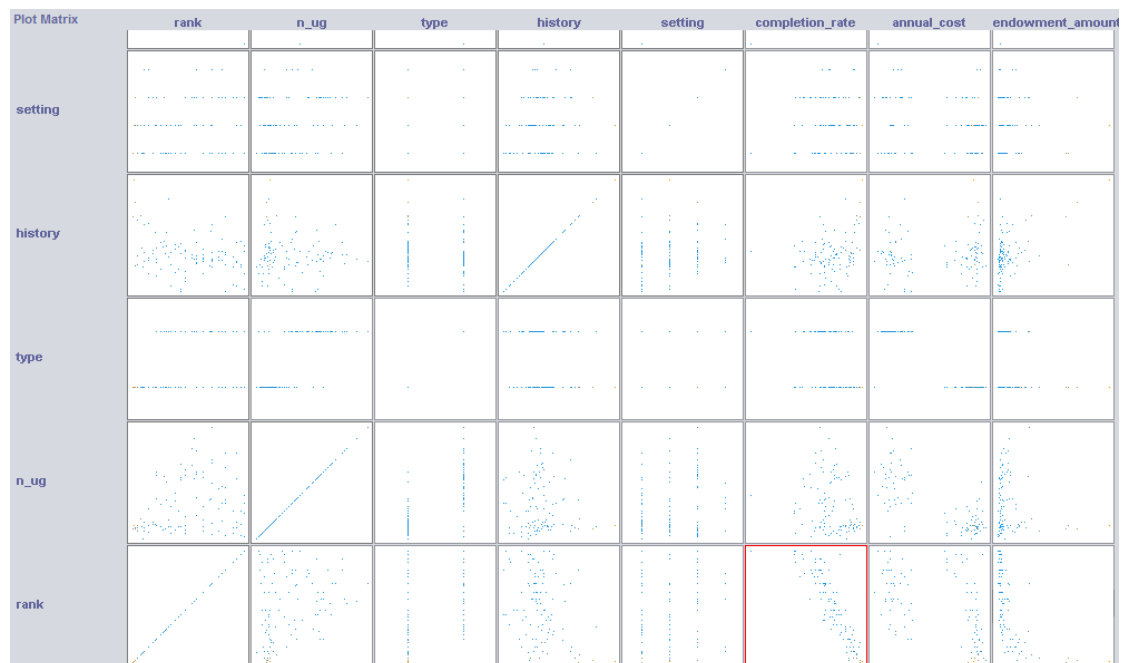 Plot Matrix rank n_ug type history setting completion_rate annual_cost endowment_amount
setting
history
type
n_ug
rank